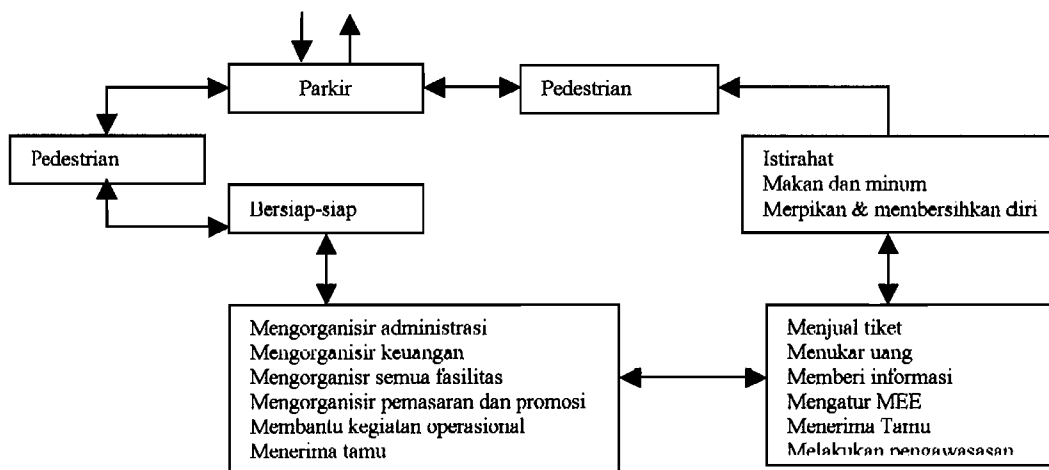 Parkir
Pedestrian
Pedestrian
Bersiap-siap
Istirahat
Makan dan minum
Merpikan & membersihkan diri
Mengorganisir administrasi
Mengorganisir keuangan
Mengorganisr semua fasilitas
Mengorganisir pemasaran dan promosi
Membantu kegiatan operasional
Menerima tamu
Menjual tiket
Menukar uang
Memberi informasi
Mengatur MEE
Menerima Tamu
Melakukan pengawasasan